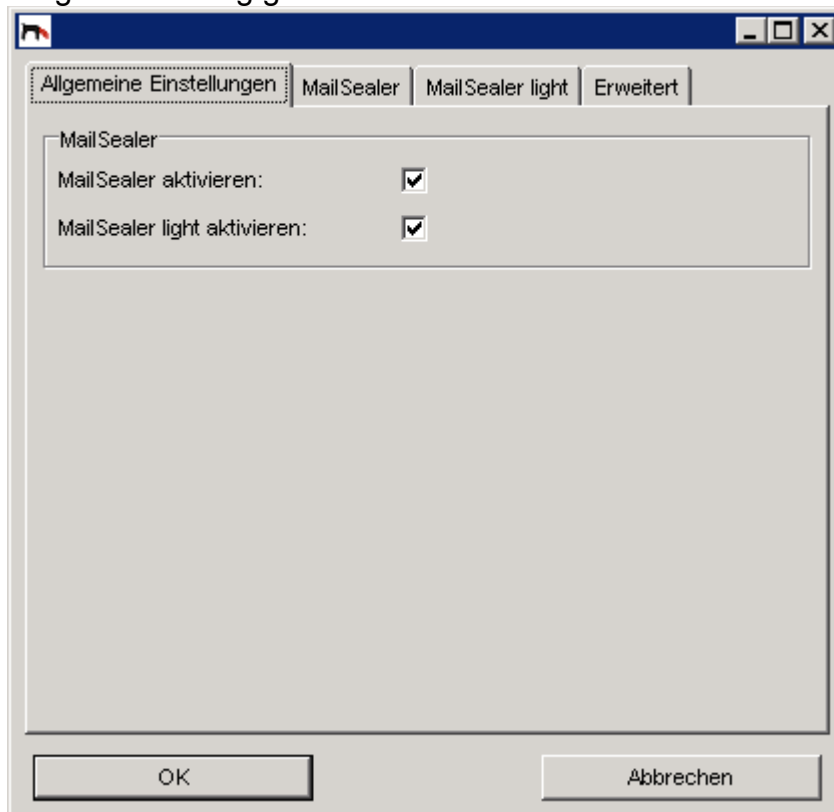 Allgemeine Einstellungen MailSealer MailSealer light Erweitert
MailSealer
MailSealer aktivieren:
MailSealer light aktivieren:
OK Abbrechen